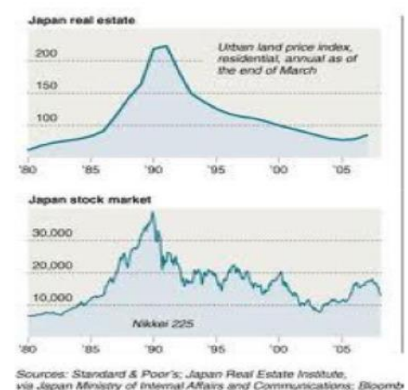 Japan real estate
Urban land price index,
residential, annual as of
the end of March
200
150
100
'80 '85 '90 '95 '00 '05
Japan stock market
30,000
20,000
10,000
Nikkei 225
'80 '85 '90 '95 '00 '05
Sources: Standard & Poor's; Japan Real Estate Institute,
via Japan Ministry of Internal Affairs and Communications; Bloomb